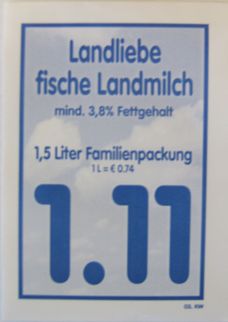 Landliebe
fische Landmilch
mind. 3,8% Fettgehalt
1,5 Liter Familienpackung
1 L = € 0,74
1.11